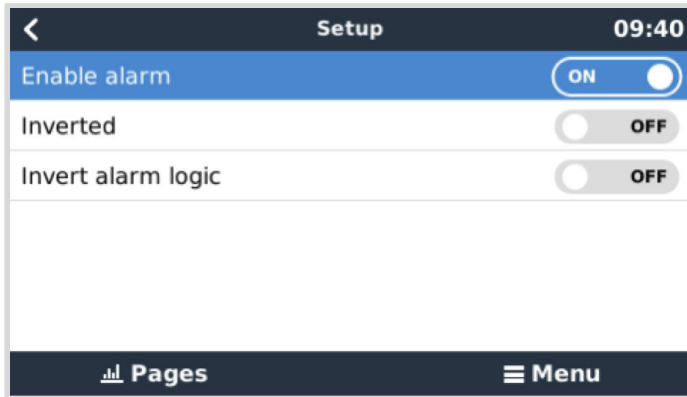 Setup 09:40
Enable alarm ON
Inverted OFF
Invert alarm logic OFF
Pages Menu